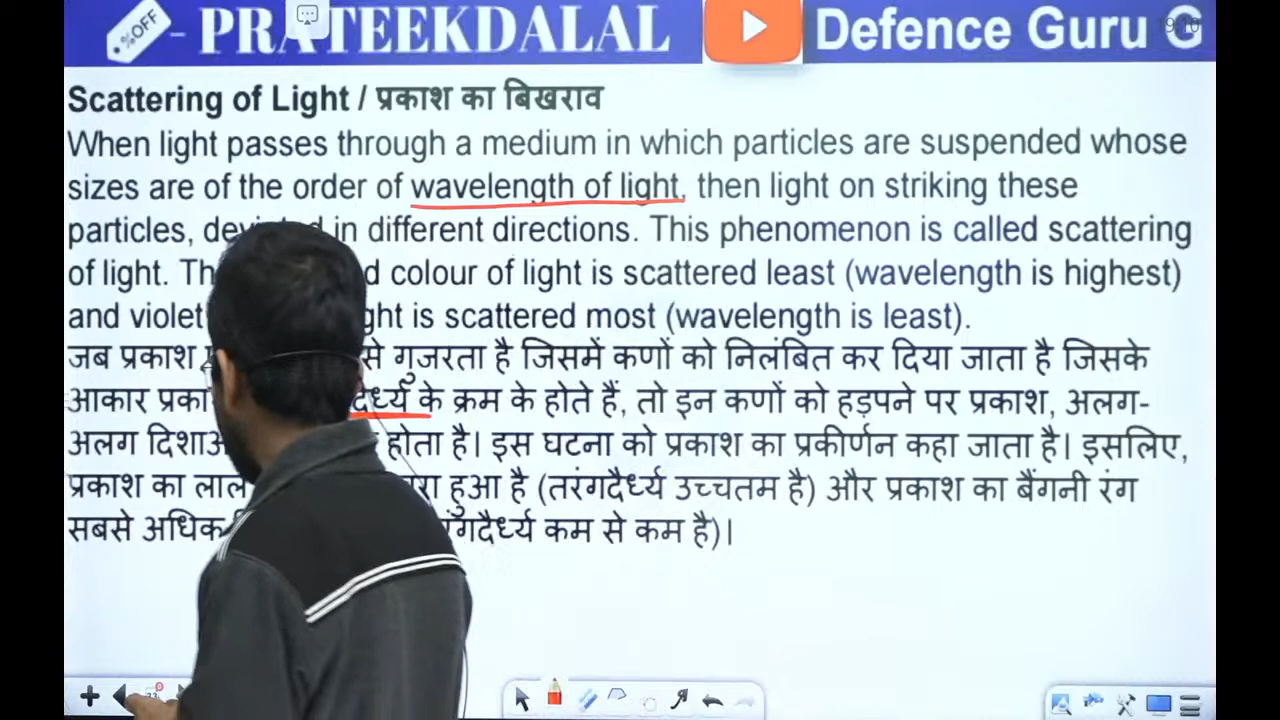 %OFF - PRATEEKDALAL Defence Guru G
19:10
Scattering of Light / प्रकाश का बिखराव
When light passes through a medium in which particles are suspended whose
sizes are of the order of wavelength of light, then light on striking these
particles, in different directions. This phenomenon is called scattering
of light. colour of light is scattered least (wavelength is highest)
and violet is scattered most (wavelength is least).
जब प्रकाश से गुजरता है जिसमें कणों को निलंबित कर दिया जाता है जिसके
आकार के क्रम के होते हैं, तो इन कणों को हड़पने पर प्रकाश, अलग-
अलग होता है। इस घटना को प्रकाश का प्रकीर्णन कहा जाता है। इसलिए,
प्रकाश का लाल हुआ है (तरंगदैर्ध्य उच्चतम है) और प्रकाश का बैंगनी रंग
सबसे अधिक कम से कम है)।